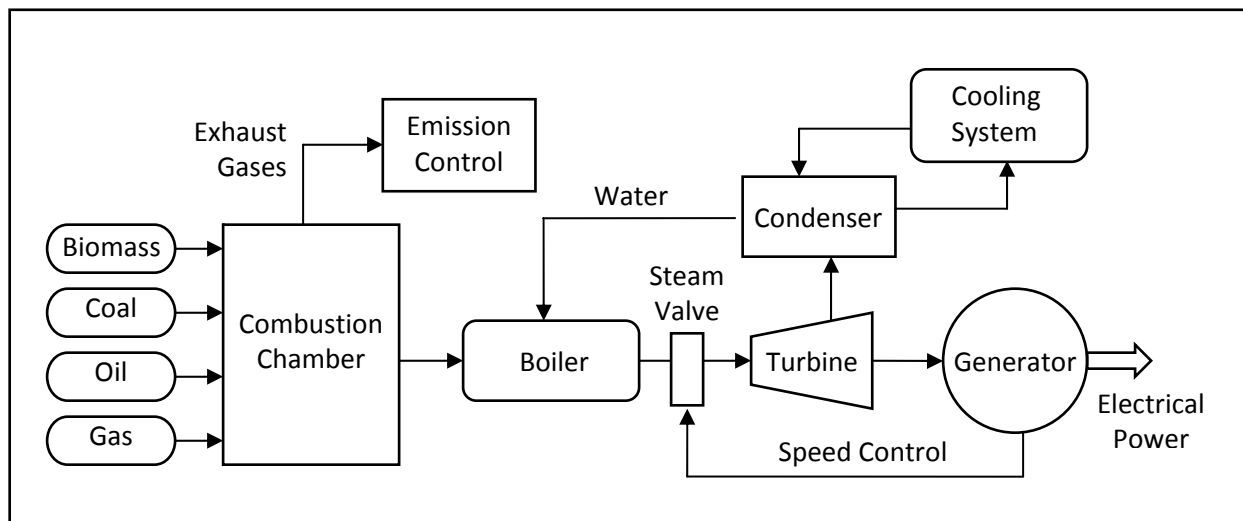 Cooling
System
Emission
Control
Exhaust
Gases
Water
Condenser
Biomass
Steam
Valve
Coal
Combustion
Chamber
Boiler
Turbine
Generator
Oil
Electrical
Power
Gas
Speed Control